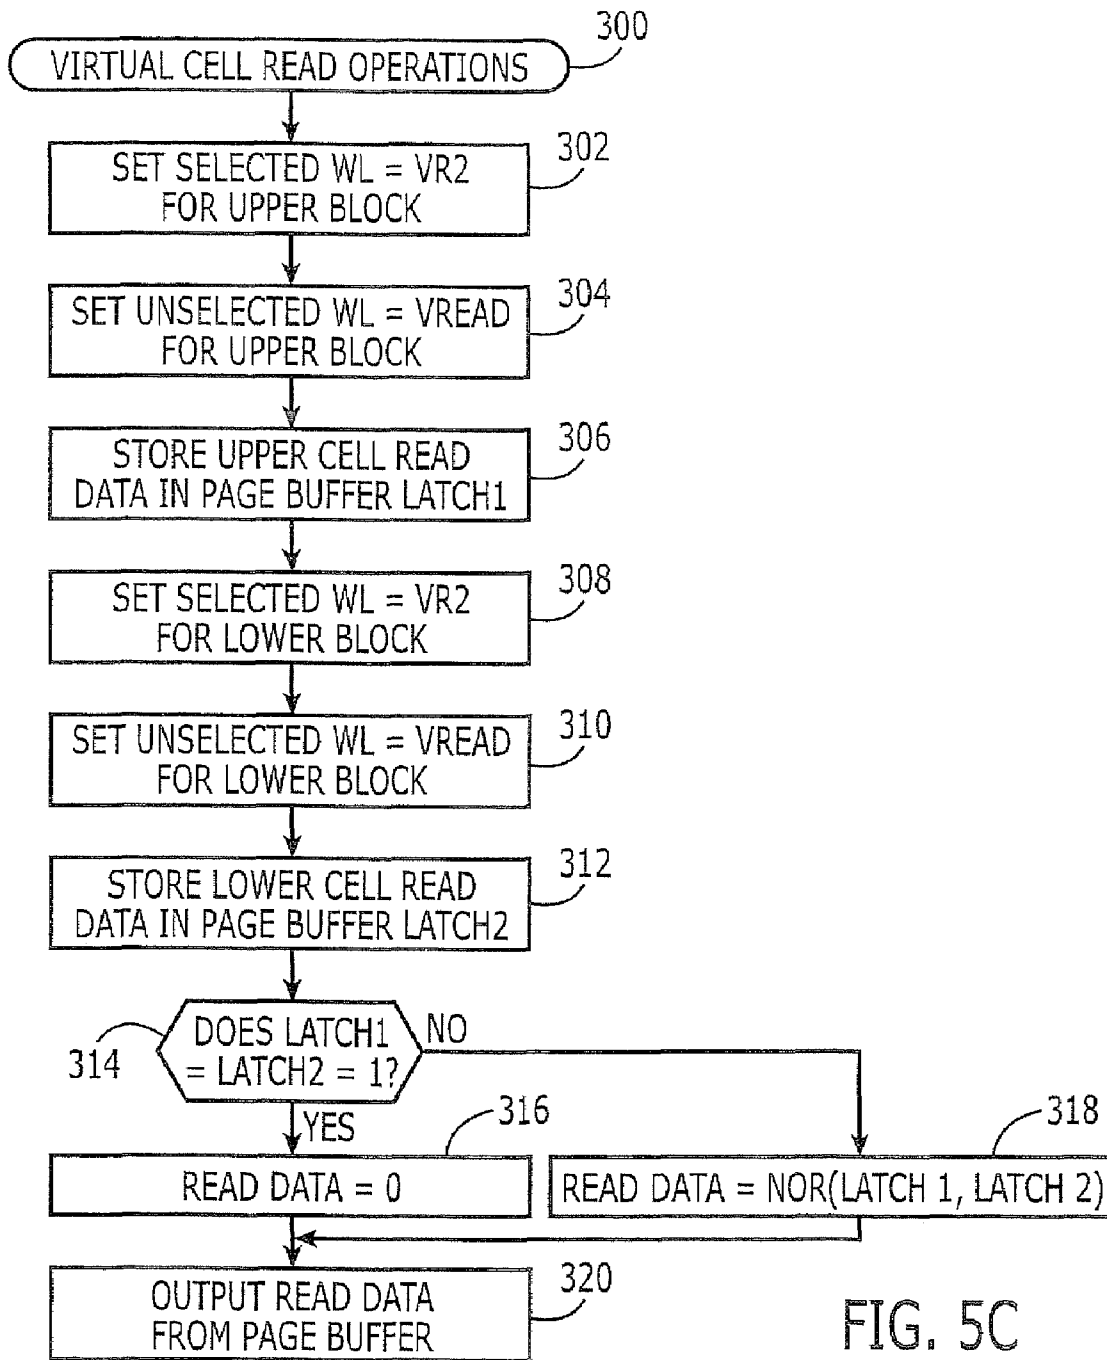 300
VIRTUAL CELL READ OPERATIONS
302
SET SELECTED WL = VR2
FOR UPPER BLOCK
304
SET UNSELECTED WL = VREAD
FOR UPPER BLOCK
306
STORE UPPER CELL READ
DATA IN PAGE BUFFER LATCH1
308
SET SELECTED WL = VR2
FOR LOWER BLOCK
310
SET UNSELECTED WL = VREAD
FOR LOWER BLOCK
312
STORE LOWER CELL READ
DATA IN PAGE BUFFER LATCH2
314
DOES LATCH1
= LATCH2 = 1?
NO
YES
316
READ DATA = 0
318
READ DATA = NOR(LATCH 1, LATCH 2)
320
OUTPUT READ DATA
FROM PAGE BUFFER
FIG. 5C